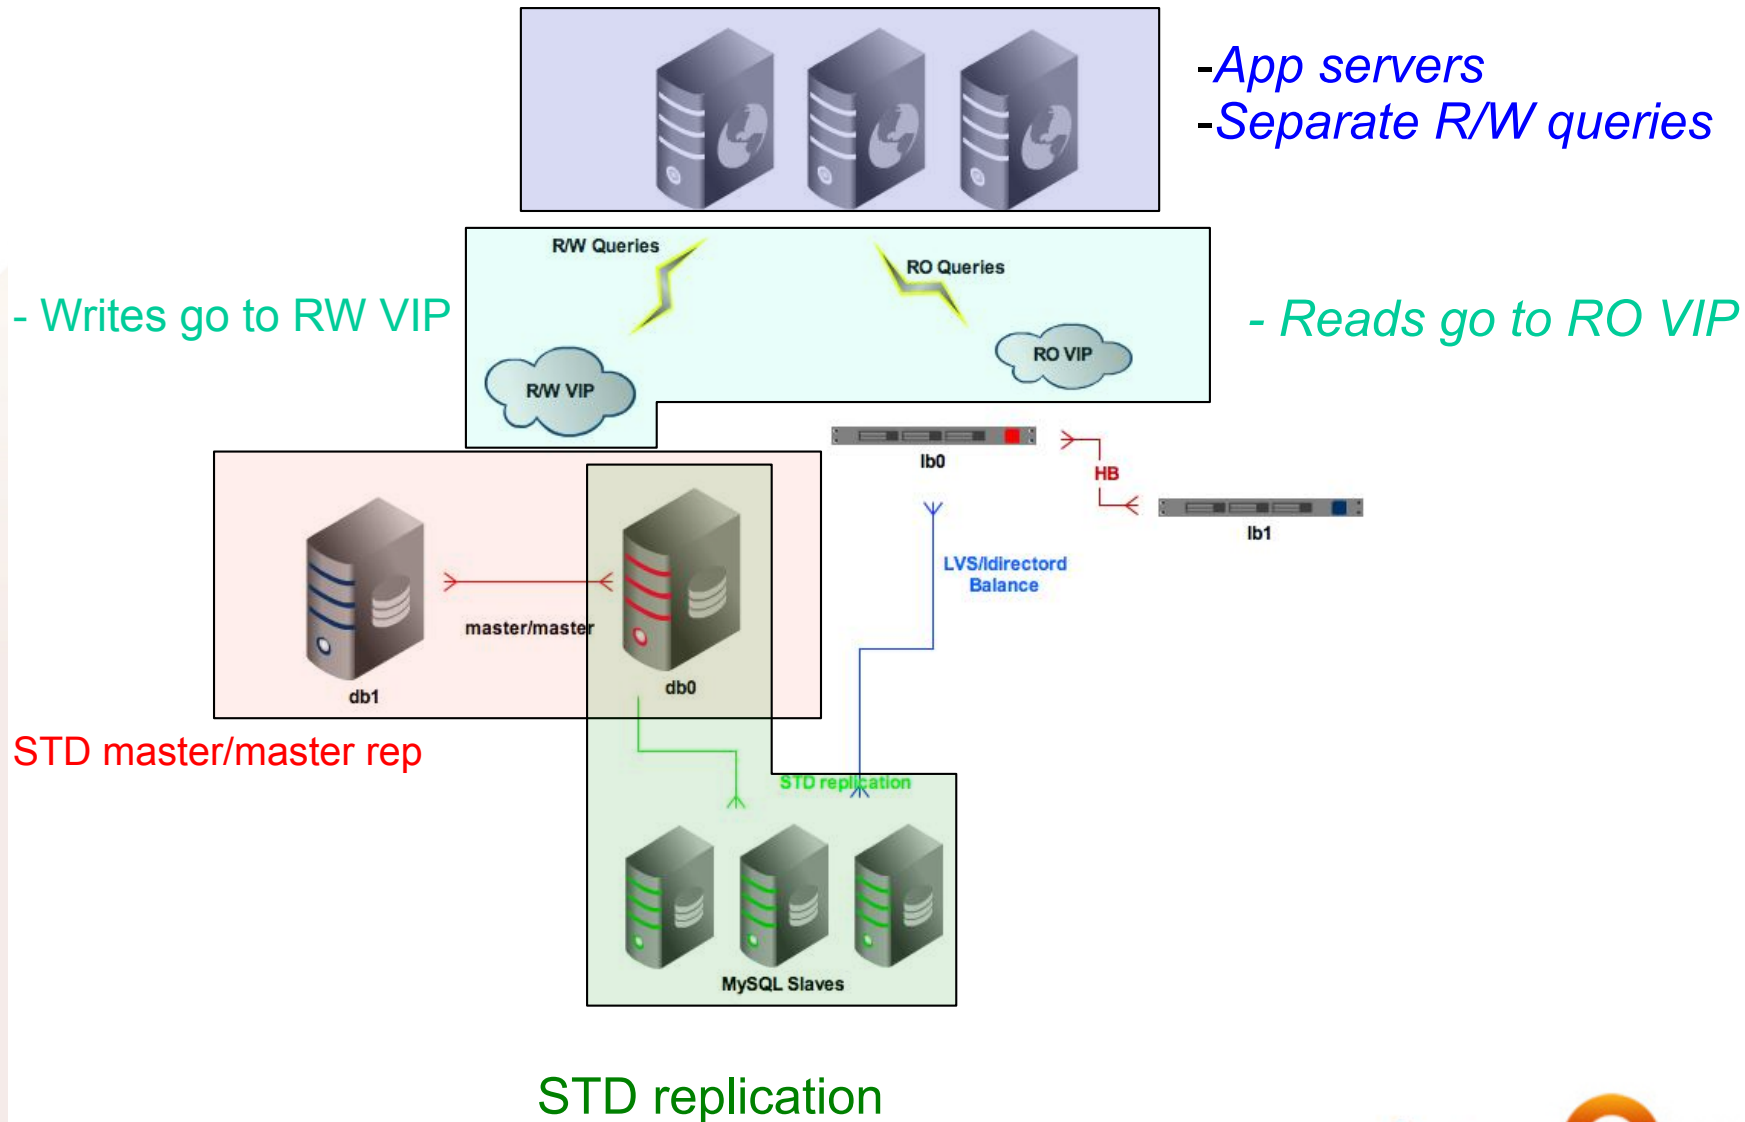 -App servers
-Separate R/W queries
R/W Queries
RO Queries
- Writes go to RW VIP
- Reads go to RO VIP
RO VIP
R/W VIP
lb0
HB
lb1
LVS/ldirectord
Balance
master/master
db1
db0
STD master/master rep
STD replication
MySQL Slaves
STD replication